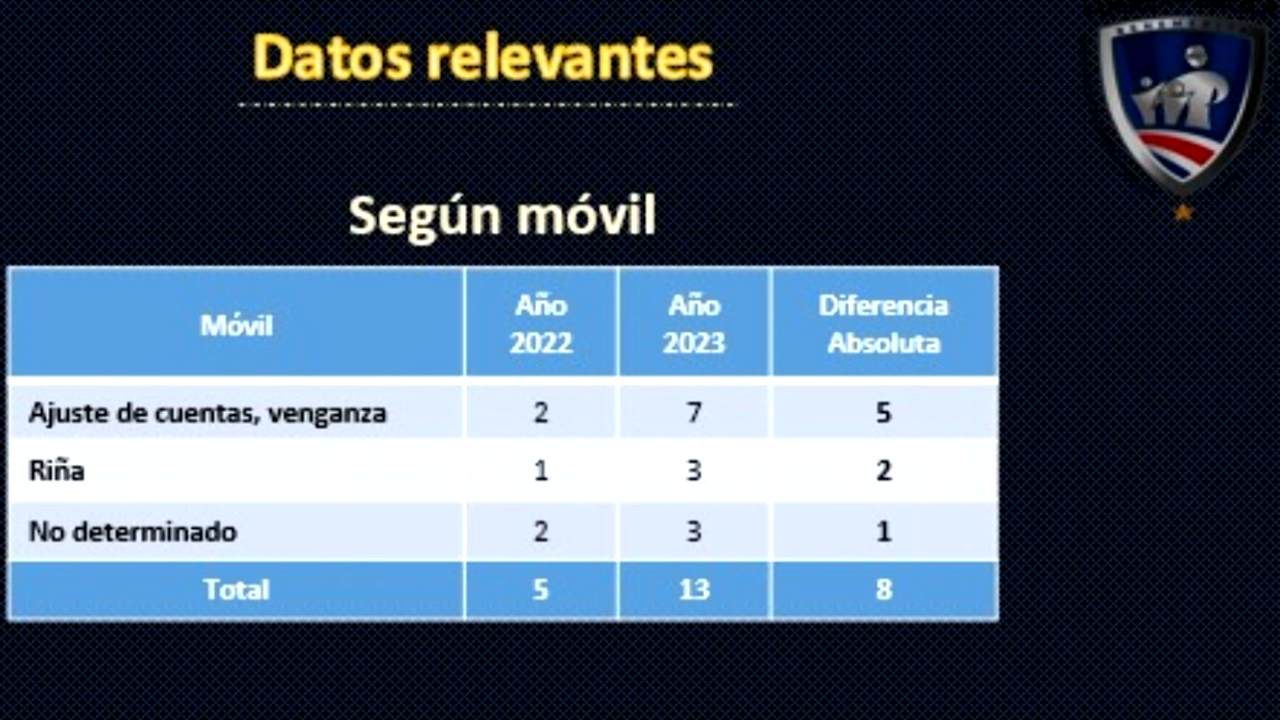 Datos relevantes
Según móvil
Móvil Año 2022 Año 2023 Diferencia Absoluta
Ajuste de cuentas, venganza 2 7 5
Riña 1 3 2
No determinado 2 3 1
Total 5 13 8